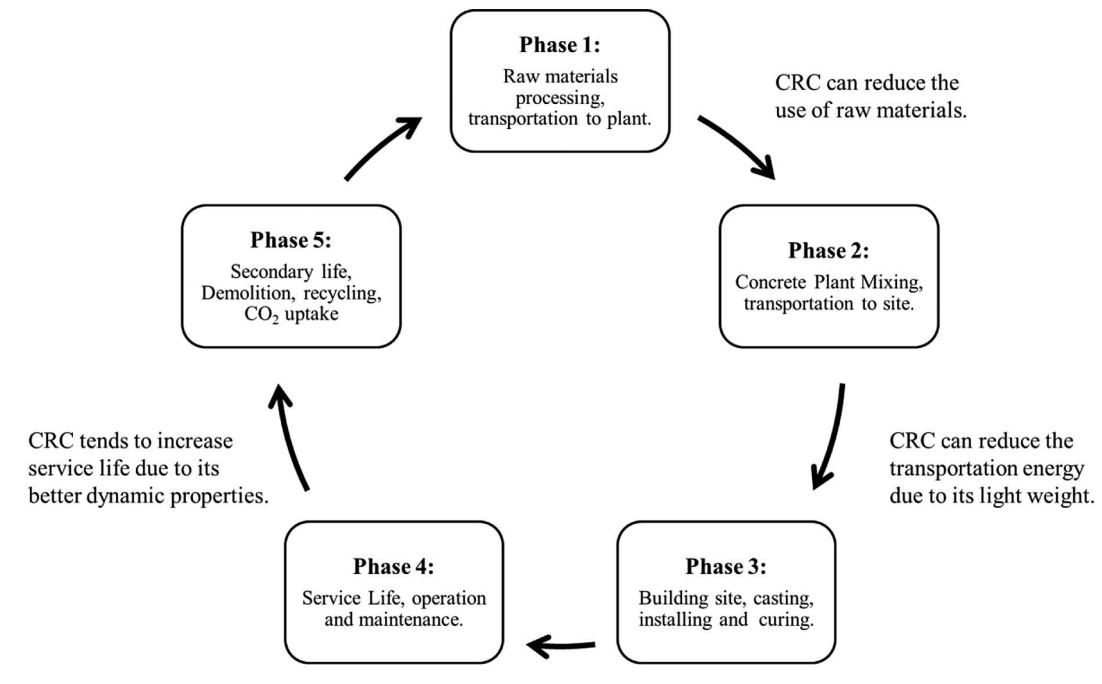 Phase 1:
Raw materials
processing,
transportation to plant.
CRC can reduce the
use of raw materials.
Phase 2:
Concrete Plant Mixing,
transportation to site.
CRC can reduce the
transportation energy
due to its light weight.
Phase 3:
Building site, casting,
installing and curing.
Phase 4:
Service Life, operation
and maintenance.
CRC tends to increase
service life due to its
better dynamic properties.
Phase 5:
Secondary life,
Demolition, recycling,
CO₂ uptake